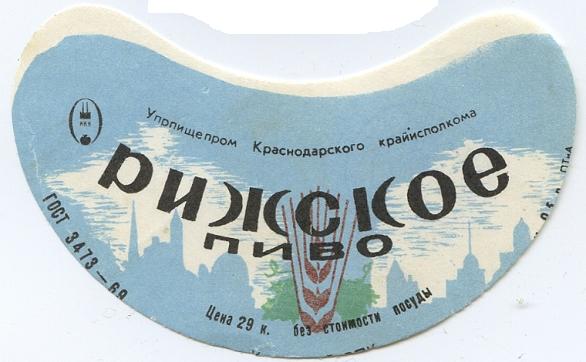 Упрпищепром Краснодарского крайисполкома
РИЖСКОЕ
ПИВО
ГОСТ 3473—69
Цена 29 к. без стоимости посуды